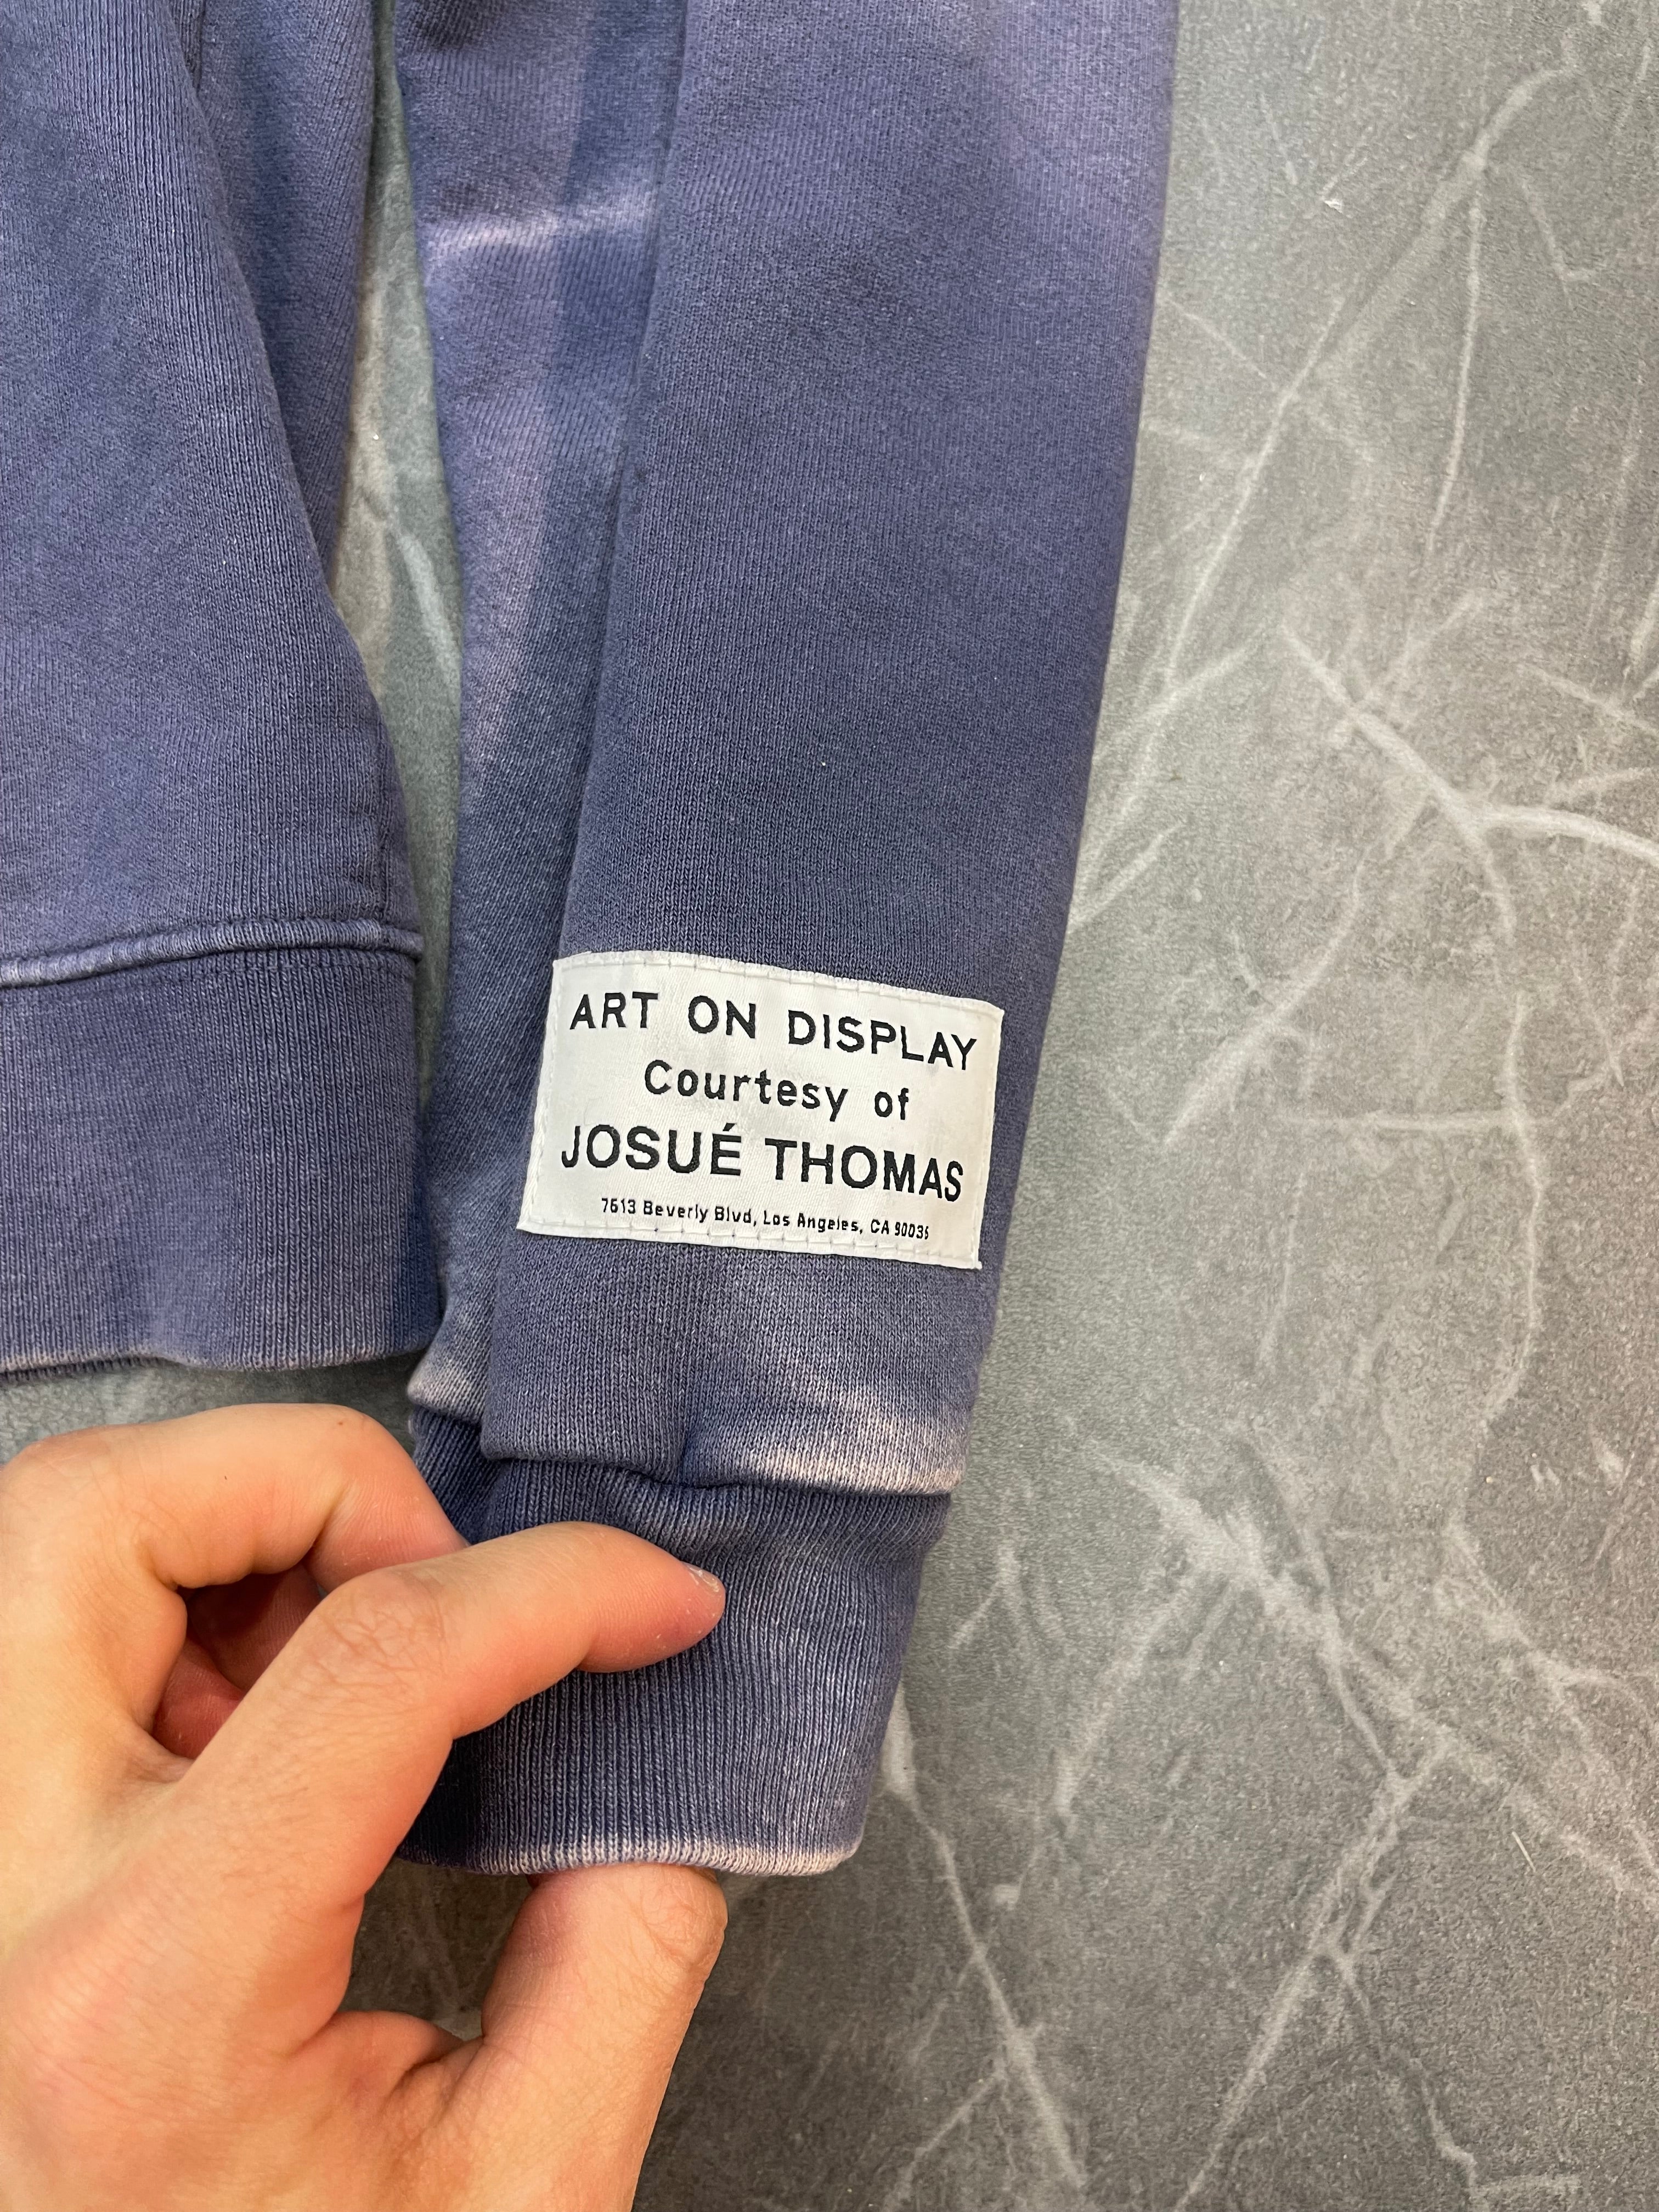 ART ON DISPLAY
Courtesy of
JOSUÉ THOMAS
7613 Beverly Blvd, Los Angeles, CA 90036